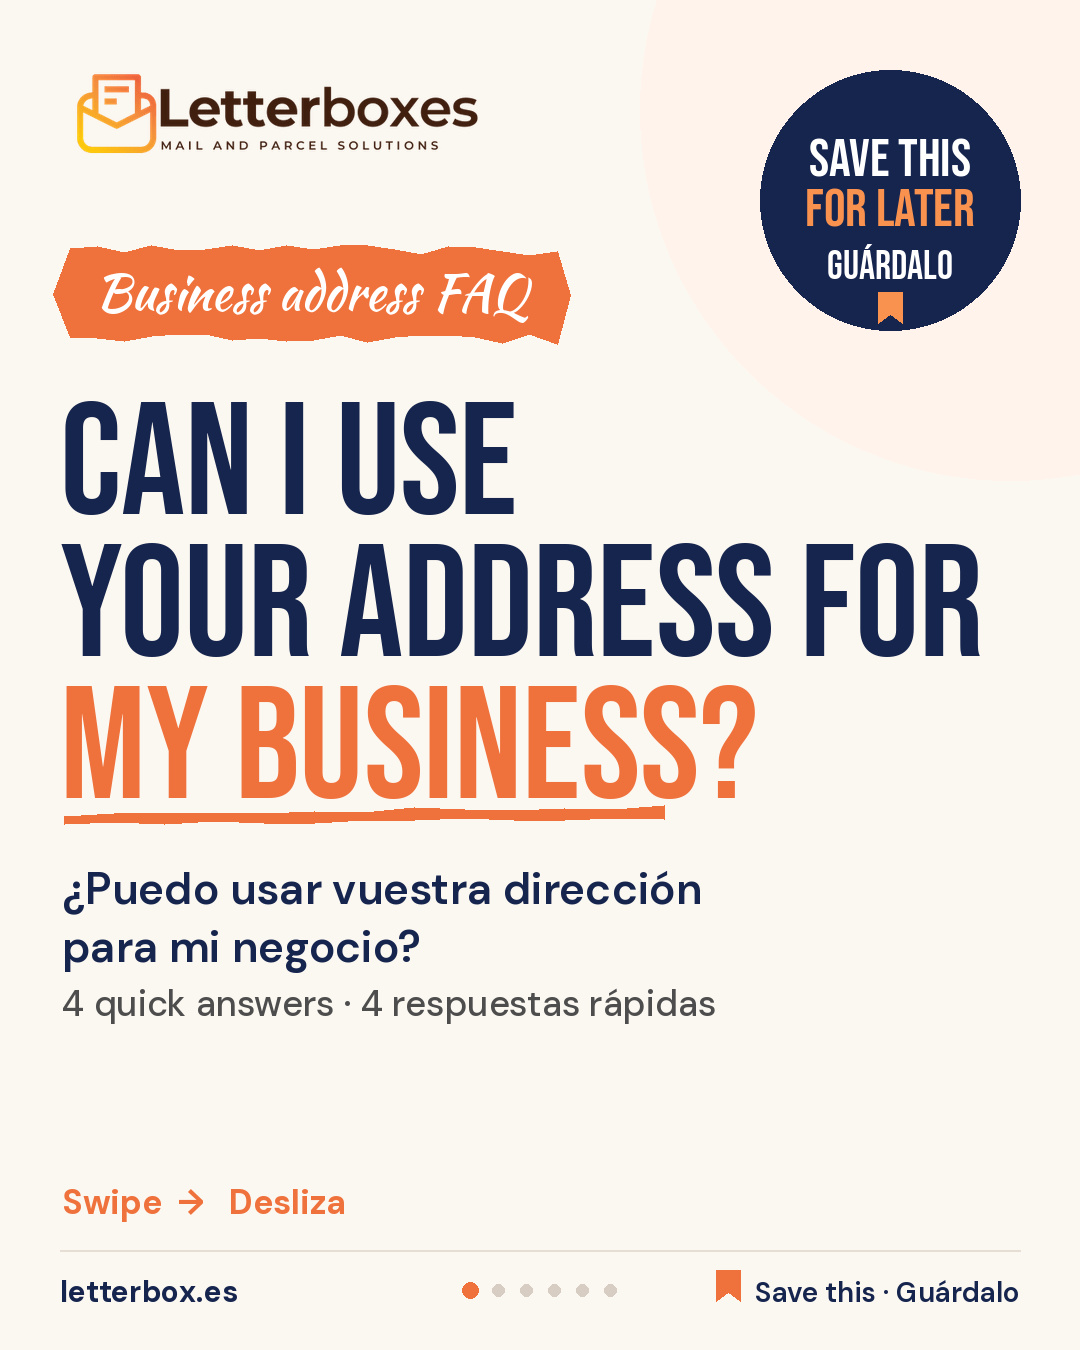 Letterboxes
MAIL AND PARCEL SOLUTIONS
SAVE THIS
FOR LATER
GUÁRDALO
Business address FAQ
CAN I USE
YOUR ADDRESS FOR
MY BUSINESS?
¿Puedo usar vuestra dirección
para mi negocio?
4 quick answers · 4 respuestas rápidas
Swipe → Desliza
letterbox.es
Save this · Guárdalo